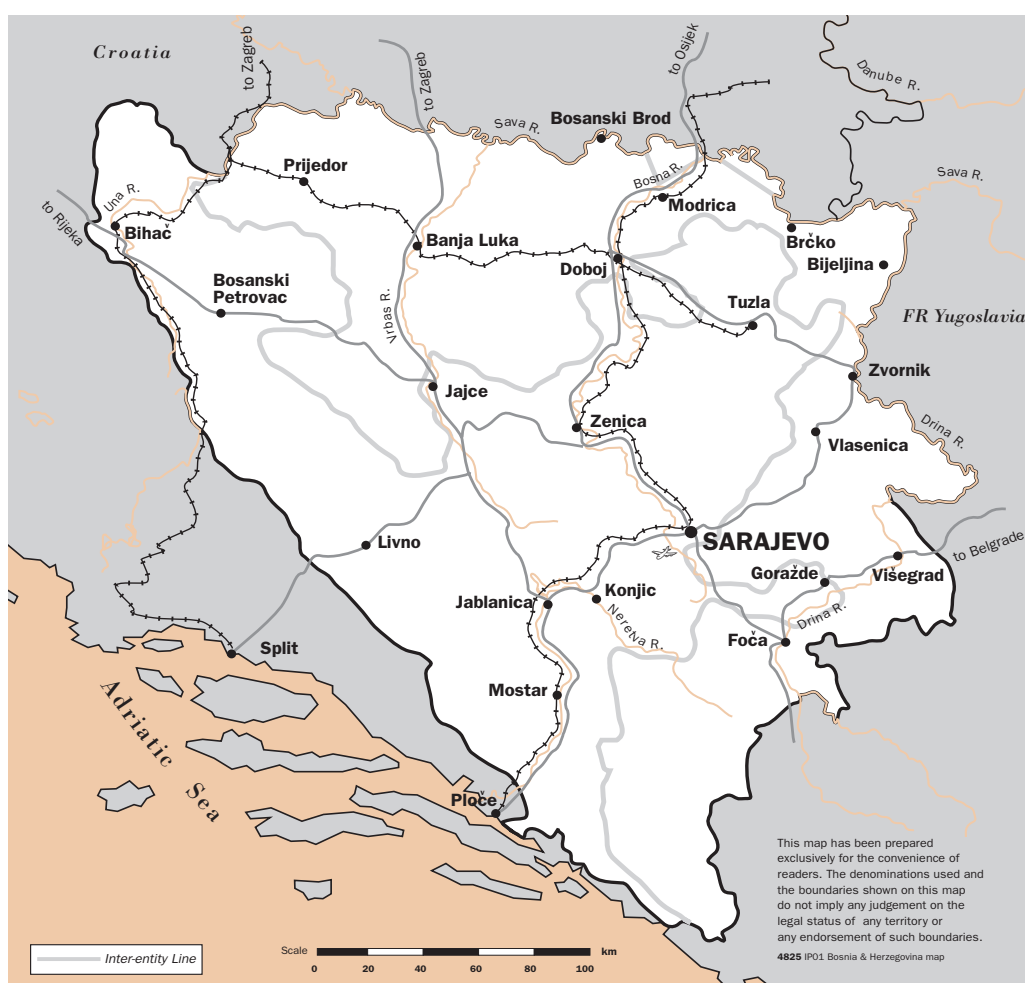 Croatia
to Zagreb
to Zagreb
to Osijek
Danube R.
Sava R.
Bosanski Brod
Prijedor
Bosna R.
Sava R.
Una R.
Modrica
to Rijeka
Bihač
Banja Luka
Brčko
Doboj
Bijeljina
Bosanski
Petrovac
Vrbas R.
Tuzla
FR Yugoslavia
Zvornik
Jajce
Zenica
Drina R.
Vlasenica
Livno
SARAJEVO
to Belgrade
Goražde
Višegrad
Jablanica
Konjic
Neretva R.
Drina R.
Foča
Split
Mostar
Adriatic Sea
Ploče
This map has been prepared
exclusively for the convenience of
readers. The denominations used and
the boundaries shown on this map
do not imply any judgement on the
legal status of any territory or
any endorsement of such boundaries.
4825 IP01 Bosnia & Herzegovina map
Inter-entity Line
Scale km
0 20 40 60 80 100